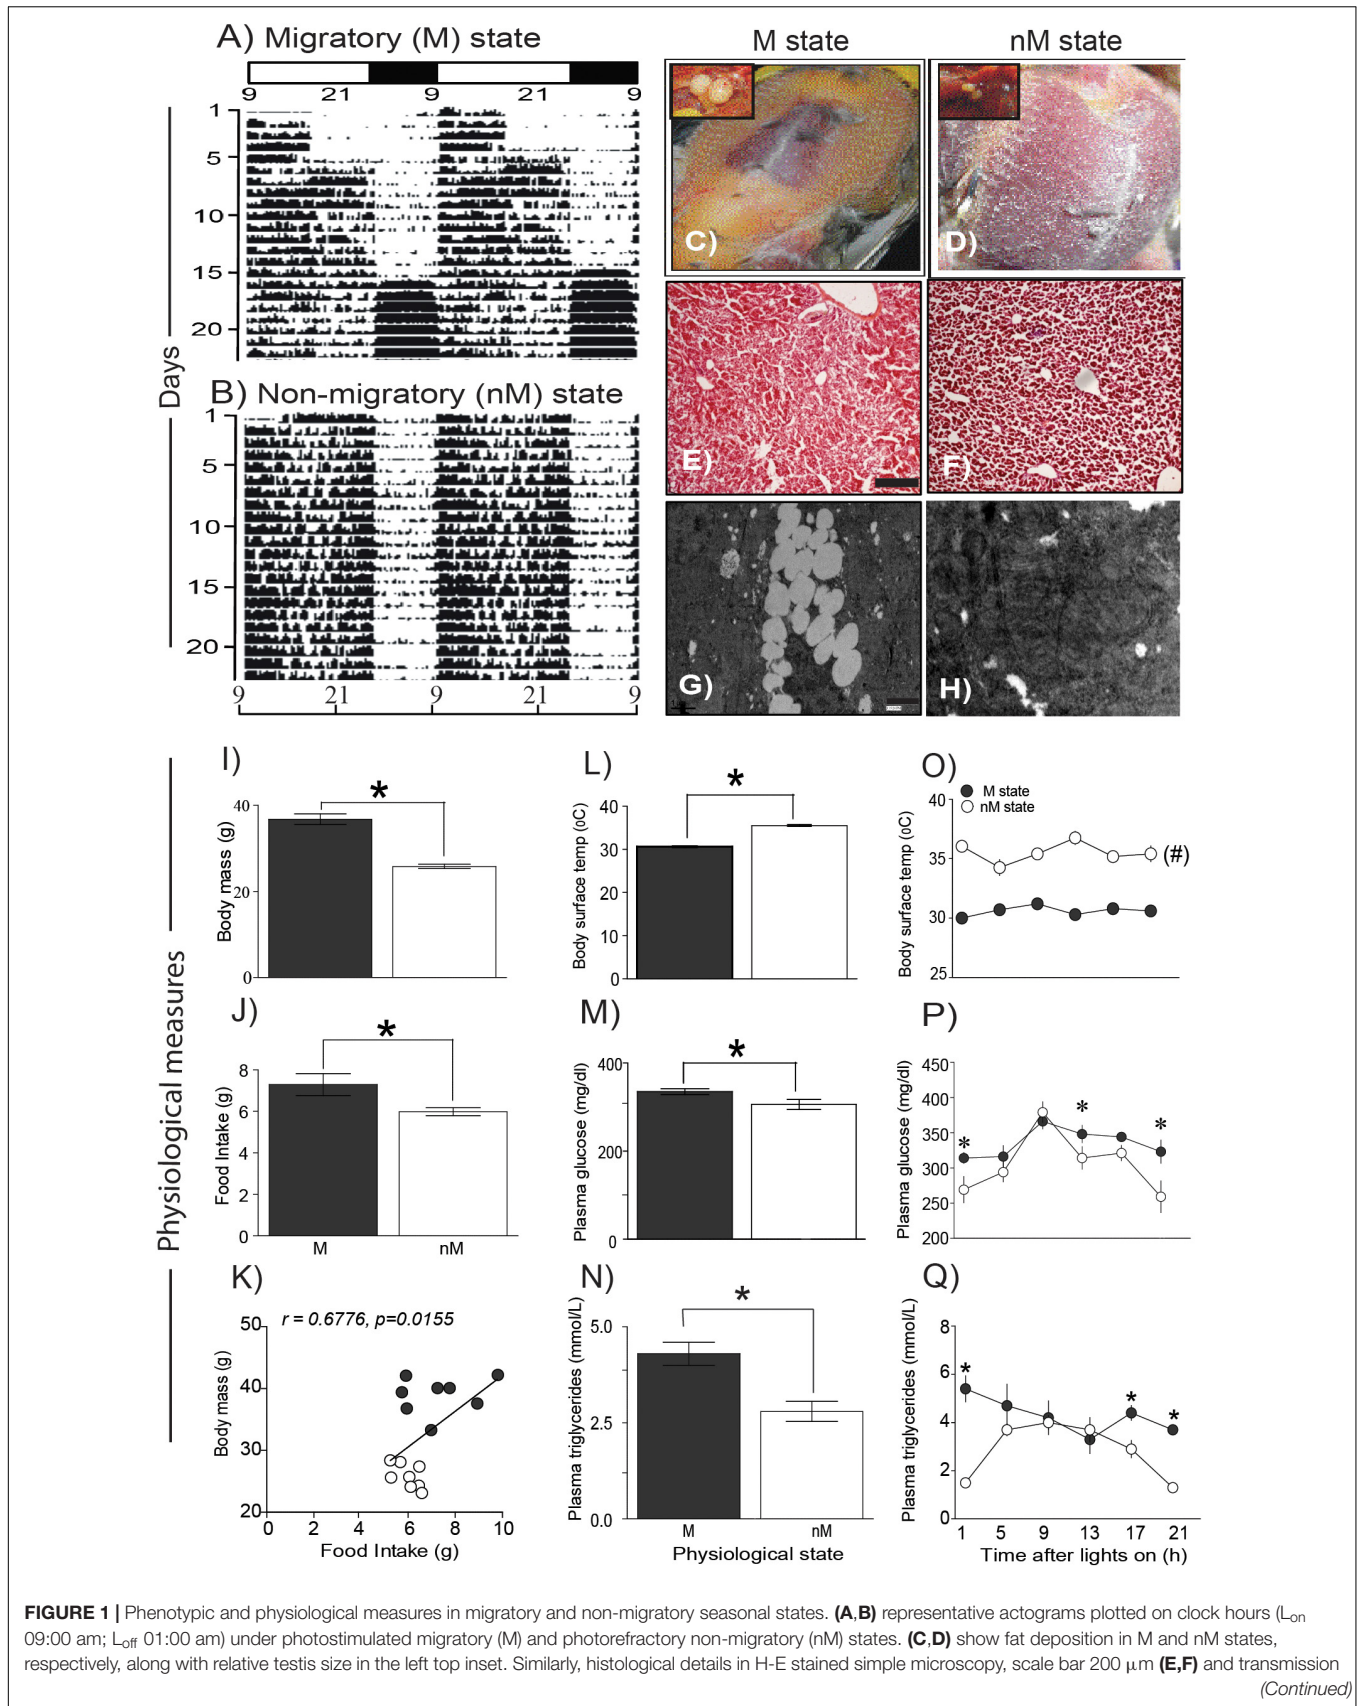 A) Migratory (M) state
9 21 9 21 9
1
5
10
15
20
Days
B) Non-migratory (nM) state
1
5
10
15
20
9 21 9 21 9
M state nM state
C) D)
E) F)
G) H)
Physiological measures
I)
*
Body mass (g)
40
20
0
L)
*
Body surface temp (0C)
40
30
20
10
0
O)
M state
nM state
Body surface temp (0C)
40
35
30
25
(#)
J)
*
Food Intake (g)
8
6
4
2
0
M nM
M)
*
Plasma glucose (mg/dl)
400
200
0
P)
Plasma glucose (mg/dl)
450
400
350
300
250
200
* * *
K)
r = 0.6776, p=0.0155
Body mass (g)
50
40
30
20
0 2 4 6 8 10
Food Intake (g)
N)
*
Plasma triglycerides (mmol/L)
5.0
2.5
0.0
M nM
Physiological state
Q)
Plasma triglycerides (mmol/L)
8
6
4
2
0
* * *
1 5 9 13 17 21
Time after lights on (h)
FIGURE 1 | Phenotypic and physiological measures in migratory and non-migratory seasonal states. (A,B) representative actograms plotted on clock hours (Lon
09:00 am; Loff 01:00 am) under photostimulated migratory (M) and photorefractory non-migratory (nM) states. (C,D) show fat deposition in M and nM states,
respectively, along with relative testis size in the left top inset. Similarly, histological details in H-E stained simple microscopy, scale bar 200 μm (E,F) and transmission
(Continued)